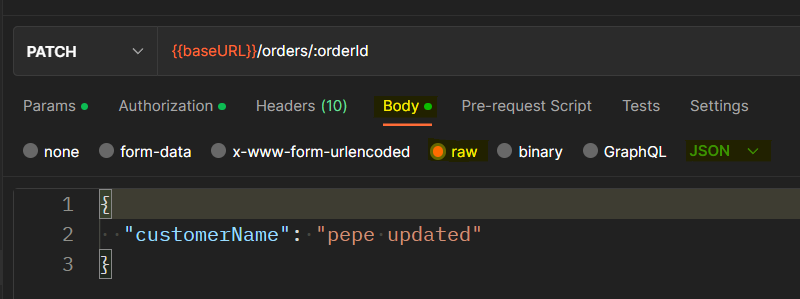 PATCH {{baseURL}}/orders/:orderId
Params Authorization Headers (10) Body Pre-request Script Tests Settings
none form-data x-www-form-urlencoded raw binary GraphQL JSON
1 {
2 "customerName": "pepe updated"
3 }